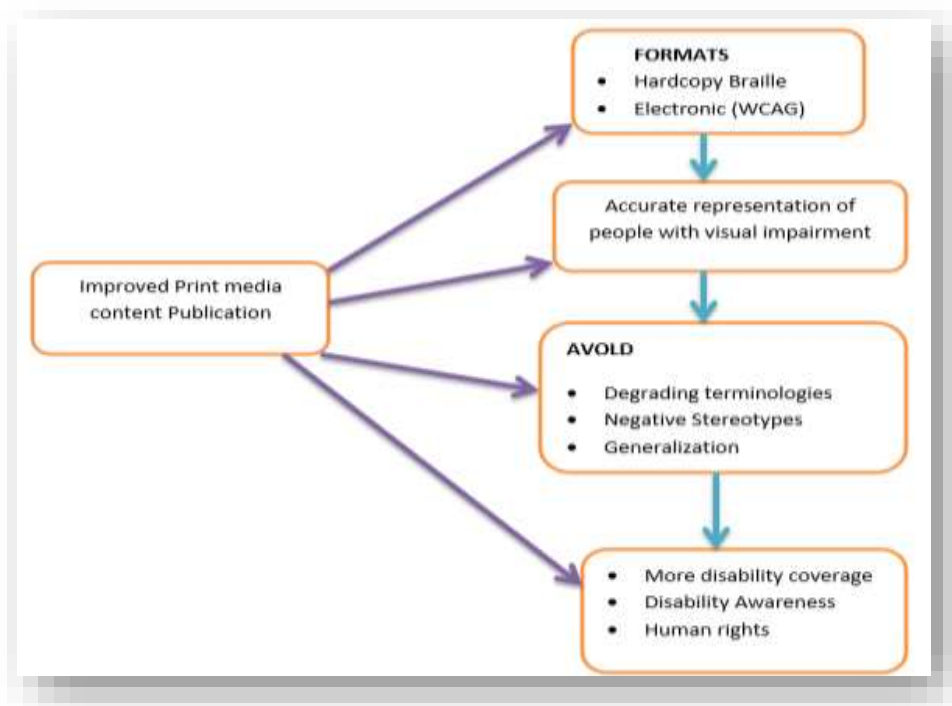 FORMATS
• Hardcopy Braille
• Electronic (WCAG)
Accurate representation of
people with visual impairment
Improved Print media
content Publication
AVOLD
• Degrading terminologies
• Negative Stereotypes
• Generalization
• More disability coverage
• Disability Awareness
• Human rights